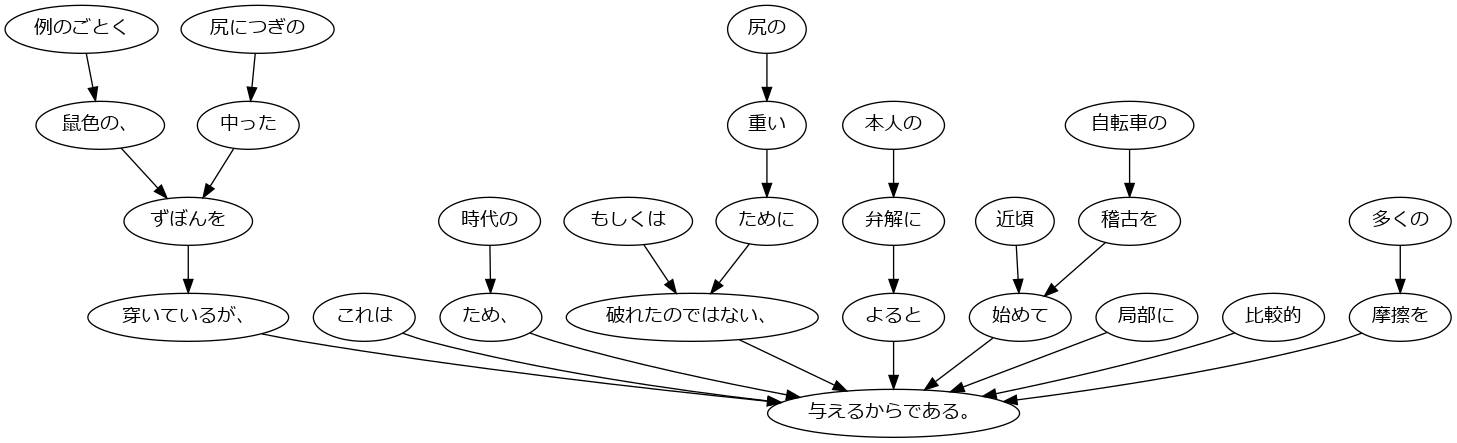 例のごとく 尻につぎの 尻の
鼠色の、 中った 重い 本人の 自転車の
ずぼんを 時代の もしくは ために 弁解に 近頃 稽古を 多くの
穿いているが、 これは ため、 破れたのではない、 よると 始めて 局部に 比較的 摩擦を
与えるからである。